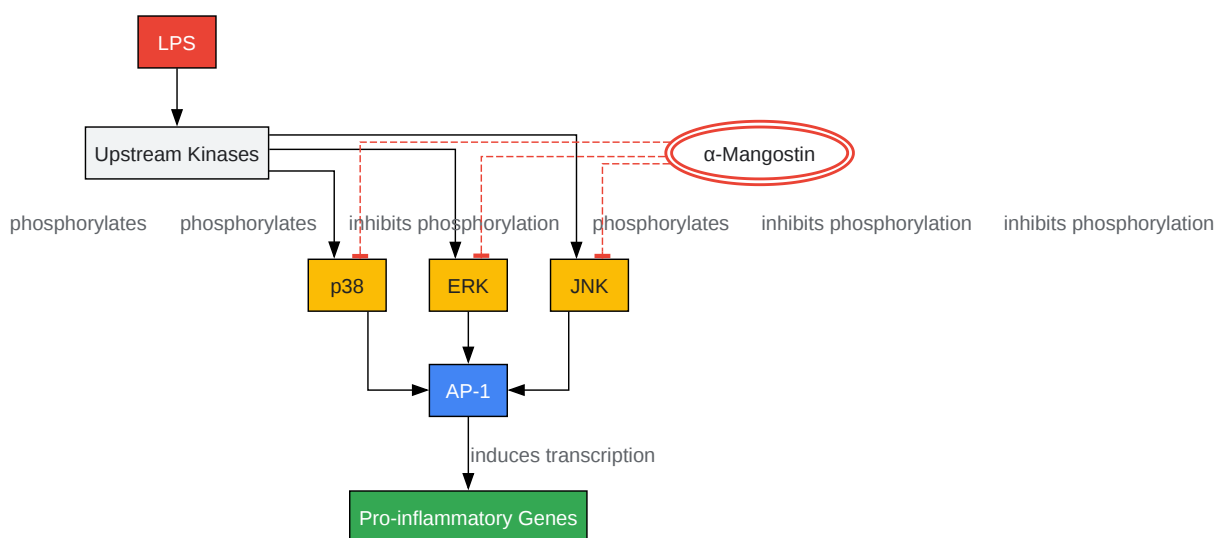 LPS
Upstream Kinases
α-Mangostin
phosphorylates
phosphorylates
inhibits phosphorylation
phosphorylates
inhibits phosphorylation
inhibits phosphorylation
p38
ERK
JNK
AP-1
induces transcription
Pro-inflammatory Genes